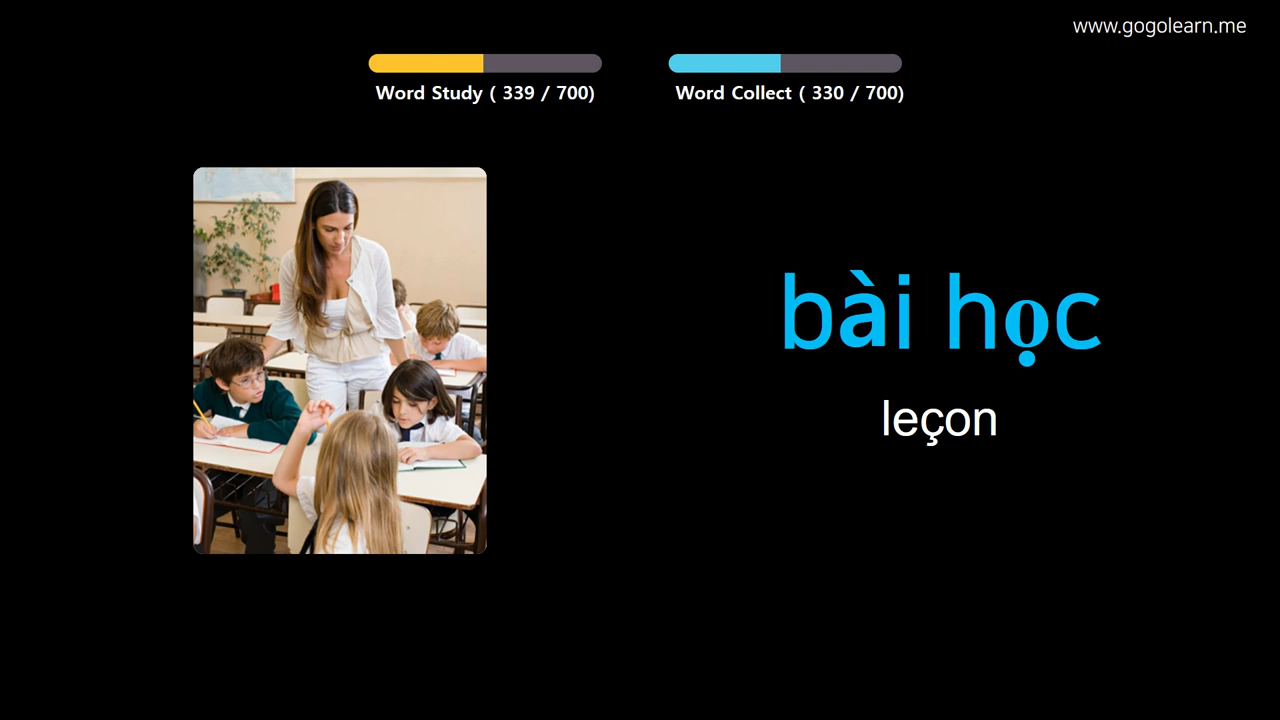 www.gogolearn.me
Word Study ( 339 / 700)
Word Collect ( 330 / 700)
bài học
leçon